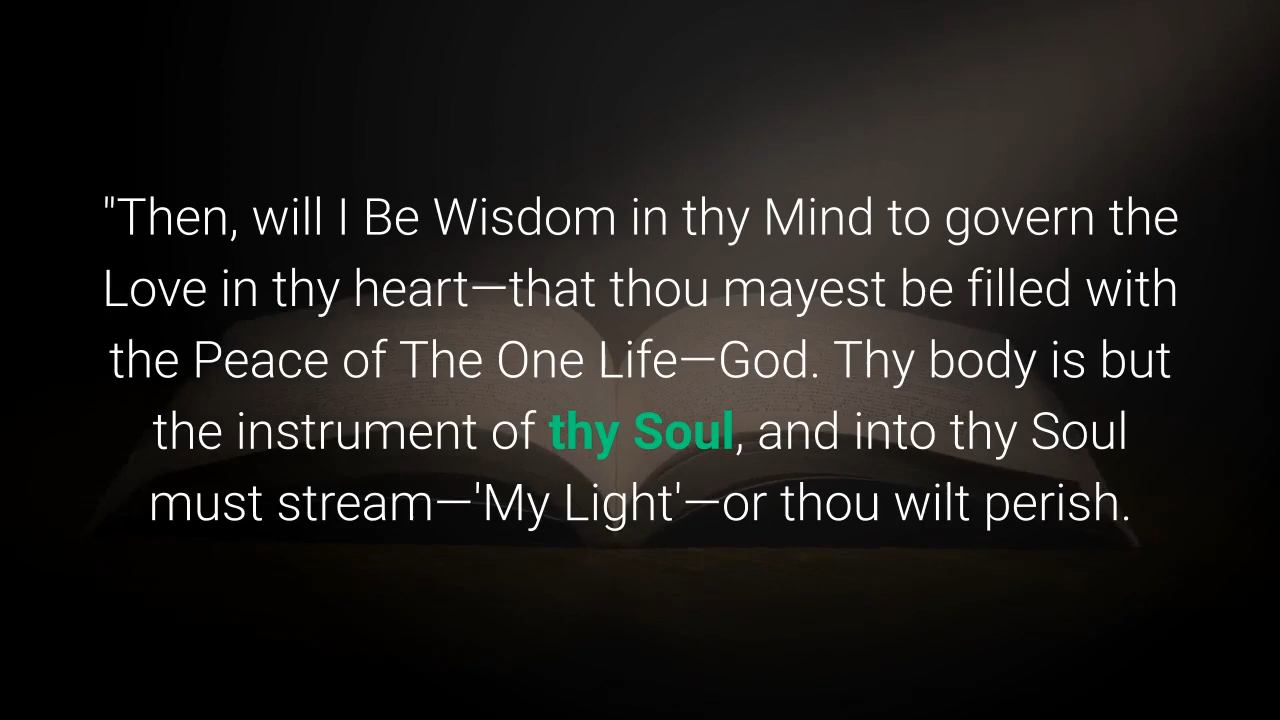 "Then, will I Be Wisdom in thy Mind to govern the
Love in thy heart—that thou mayest be filled with
the Peace of The One Life—God. Thy body is but
the instrument of thy Soul, and into thy Soul
must stream—'My Light'—or thou wilt perish.